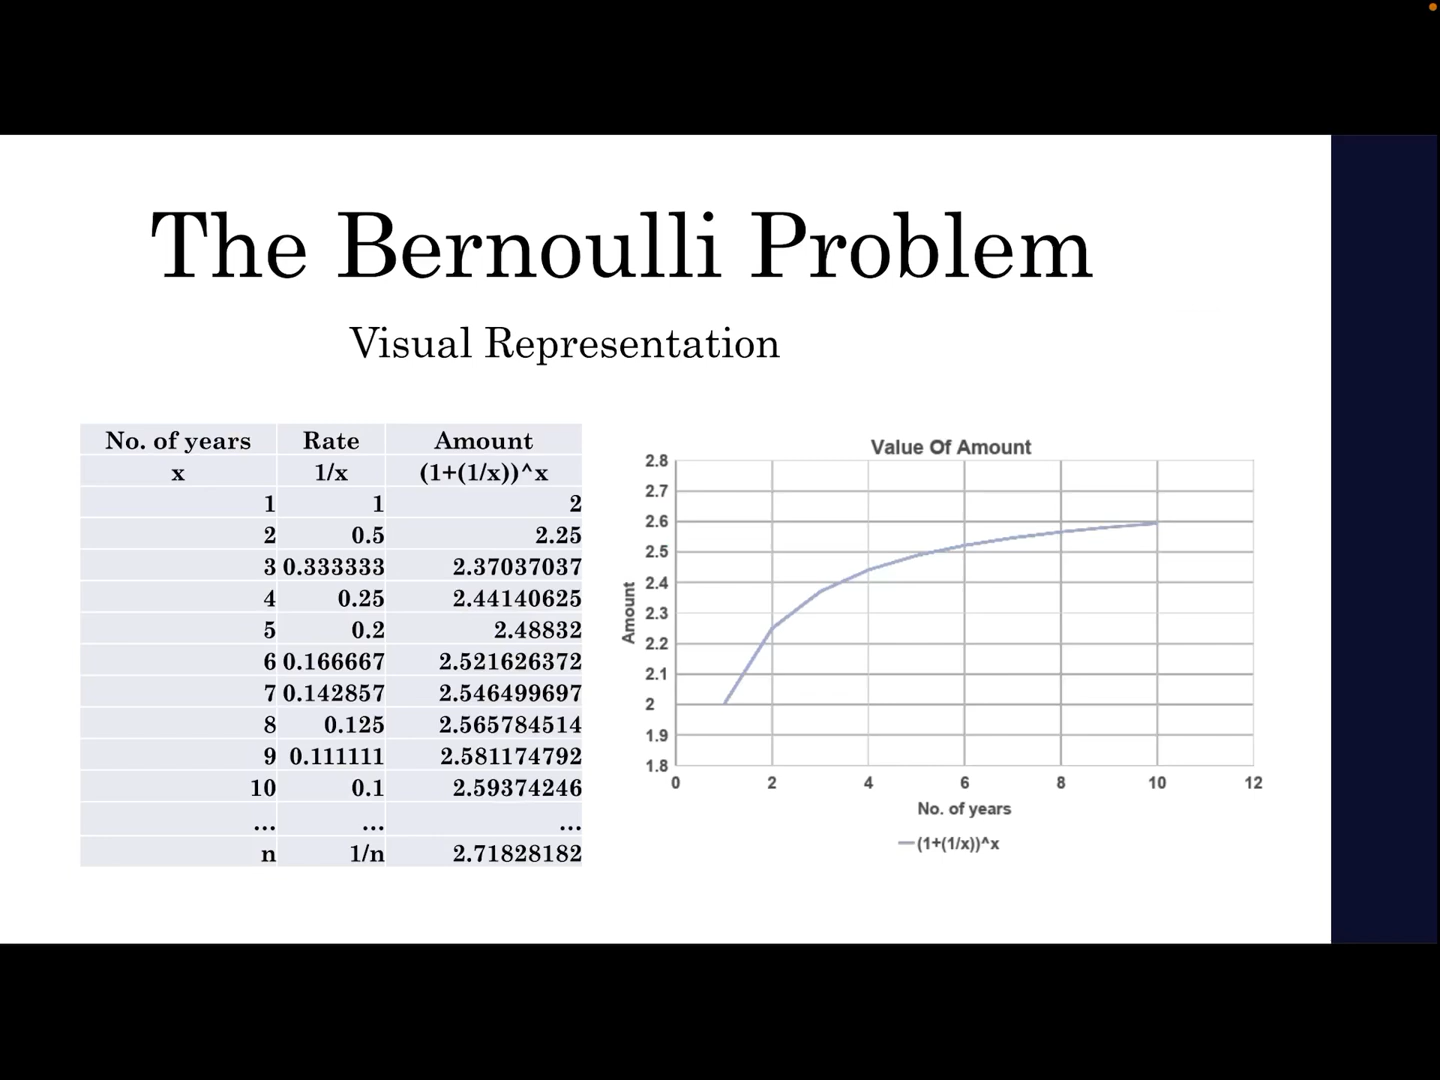 The Bernoulli Problem
Visual Representation
No. of years Rate Amount
x 1/x (1+(1/x))^x
1 1 2
2 0.5 2.25
3 0.333333 2.37037037
4 0.25 2.44140625
5 0.2 2.48832
6 0.166667 2.521626372
7 0.142857 2.546499697
8 0.125 2.565784514
9 0.111111 2.581174792
10 0.1 2.59374246
... ... ...
n 1/n 2.71828182
Value Of Amount
2.8
2.7
2.6
2.5
2.4
2.3
2.2
2.1
2
1.9
1.8
Amount
0 2 4 6 8 10 12
No. of years
(1+(1/x))^x